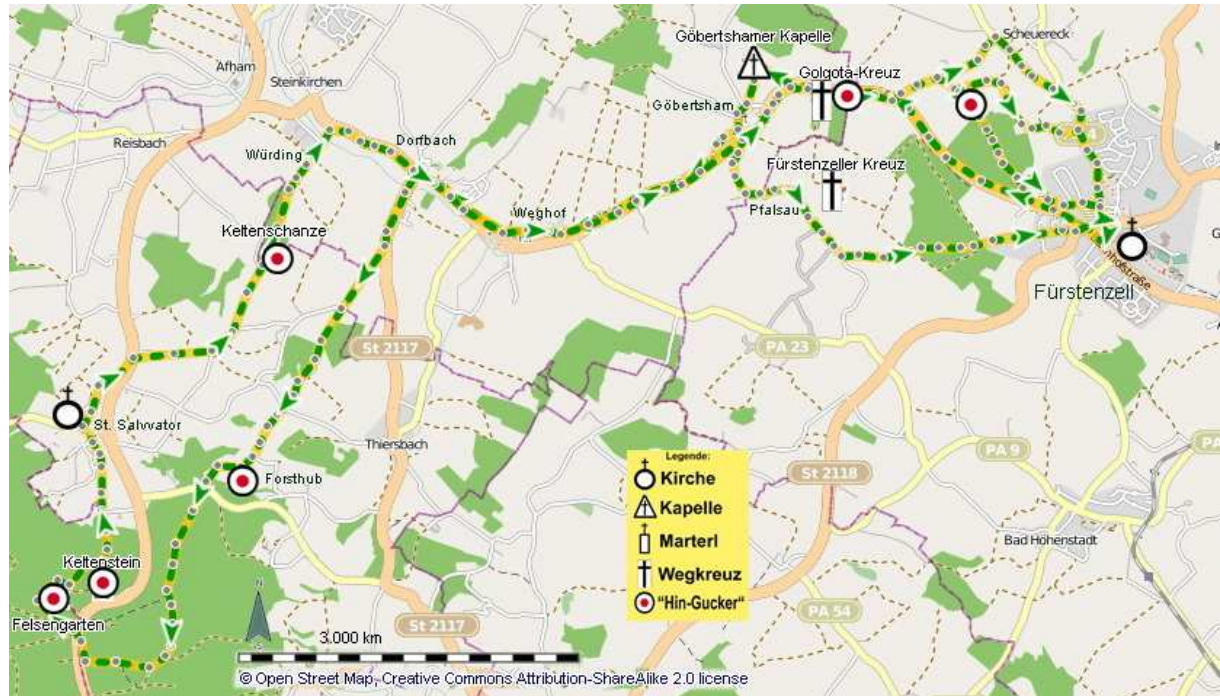 Göbertshamer Kapelle
Scheuereck
Afham
Steinkirchen
Golgota-Kreuz
Göbertsham
Reisbach
Dorfbach
Würding
Fürstenzeller Kreuz
Weghof
Pfalsau
Keltenschanze
Fürstenzell
St 2117
PA 23
St. Salvvator
Thiersbach
PA 9
Legende:
Kirche
St 2118
Forsthub
Kapelle
Marterl
Bad Höhenstadt
Keltenstein
Wegkreuz
"Hin-Gucker"
Felsengarten
N
St 2117
PA 54
3.000 km
© Open Street Map, Creative Commons Attribution-ShareAlike 2.0 license